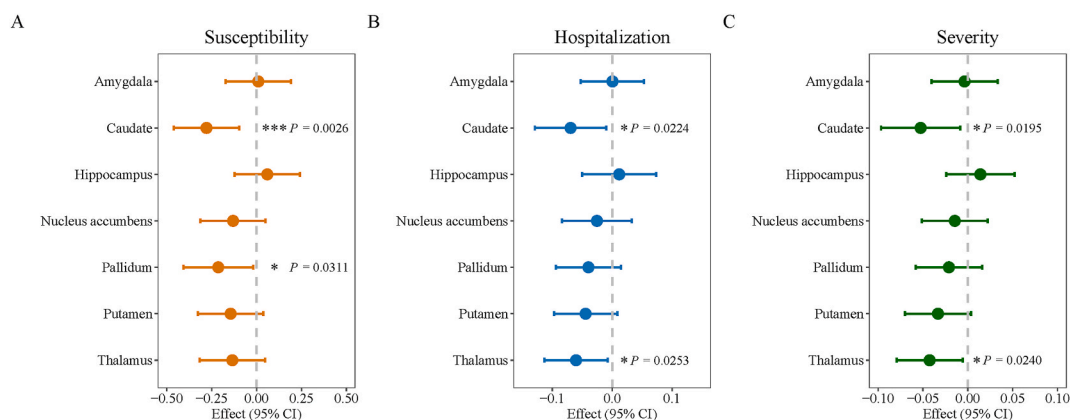 A
Susceptibility
Amygdala
Caudate
*** P = 0.0026
Hippocampus
Nucleus accumbens
Pallidum
* P = 0.0311
Putamen
Thalamus
−0.50 −0.25 0.00 0.25 0.50
Effect (95% CI)
B
Hospitalization
Amygdala
Caudate
* P = 0.0224
Hippocampus
Nucleus accumbens
Pallidum
Putamen
Thalamus
* P = 0.0253
−0.1 0.0 0.1
Effect (95% CI)
C
Severity
Amygdala
Caudate
* P = 0.0195
Hippocampus
Nucleus accumbens
Pallidum
Putamen
Thalamus
* P = 0.0240
−0.10 −0.05 0.00 0.05 0.10
Effect (95% CI)